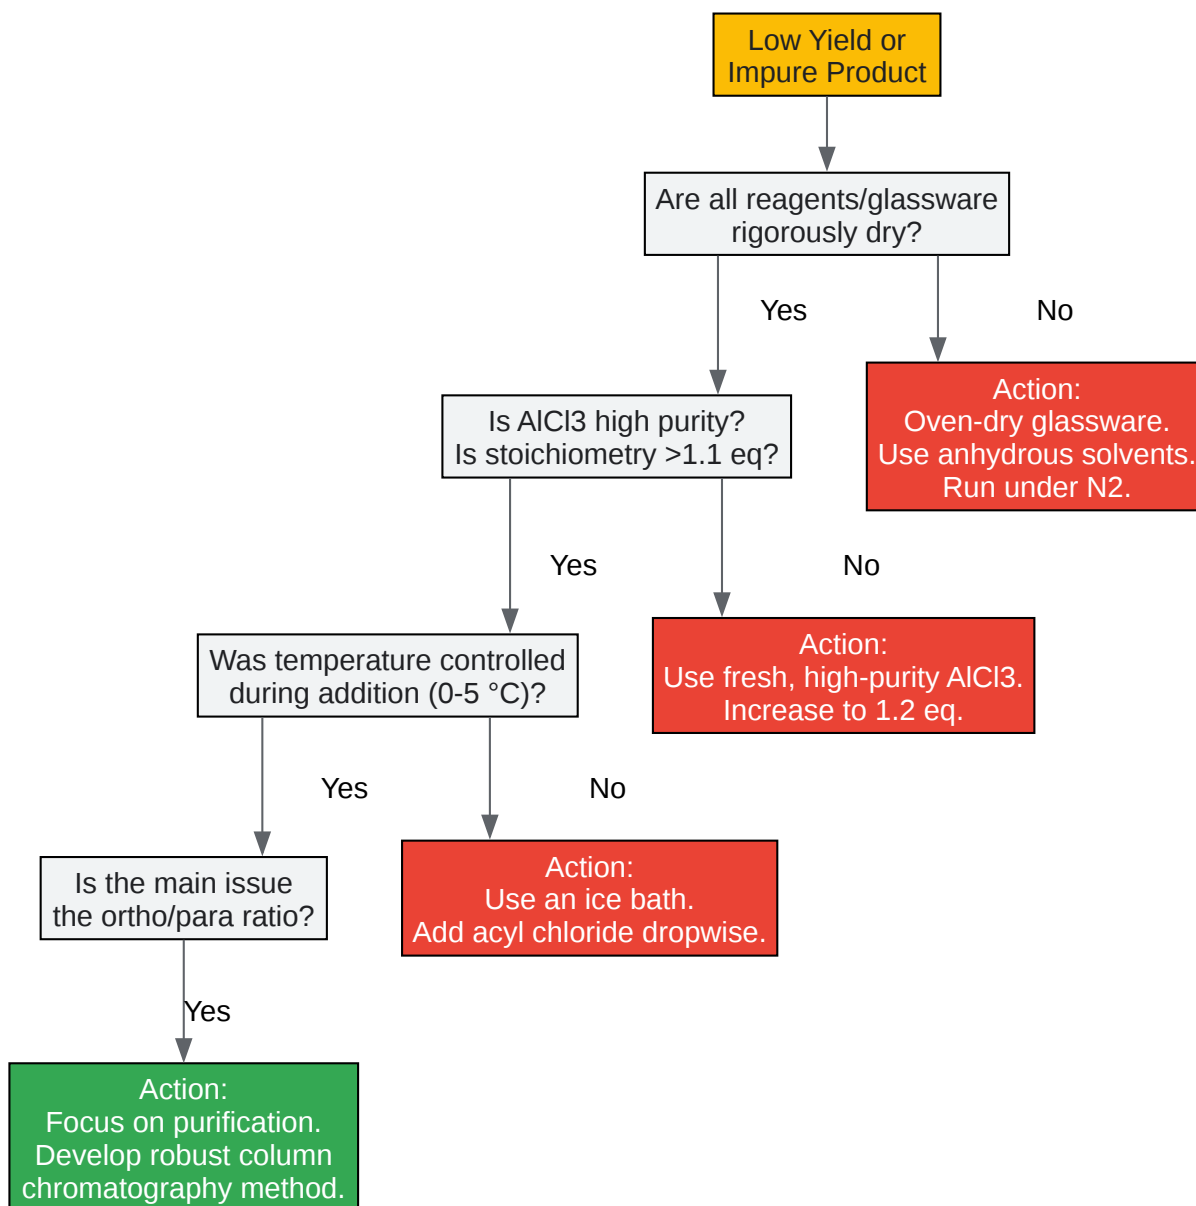 Low Yield or
Impure Product
Are all reagents/glassware
rigorously dry?
Yes
No
Action:
Oven-dry glassware.
Use anhydrous solvents.
Run under N2.
Is AlCl3 high purity?
Is stoichiometry >1.1 eq?
Yes
No
Action:
Use fresh, high-purity AlCl3.
Increase to 1.2 eq.
Was temperature controlled
during addition (0-5 °C)?
Yes
No
Action:
Use an ice bath.
Add acyl chloride dropwise.
Is the main issue
the ortho/para ratio?
Yes
Action:
Focus on purification.
Develop robust column
chromatography method.